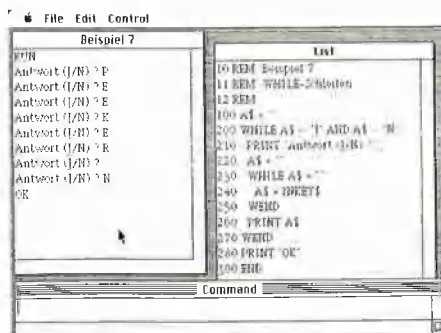 File Edit Control
Beispiel 7
RUN
Antwort (J/N) ? P
Antwort (J/N) ? E
Antwort (J/N) ? E
Antwort (J/N) ? K
Antwort (J/N) ? E
Antwort (J/N) ? R
Antwort (J/N) ?
Antwort (J/N) ? N
OK
List
10 REM Beispiel 7
11 REM WHILE-Schleifen
12 REM
100 A$ = ""
200 WHILE A$ "J" AND A$ "N
210 PRINT "Antwort (J/N)
220 A$ = ""
230 WHILE A$ = ""
240 A$ = INKEY$
250 WEND
260 PRINT A$
270 WEND
280 PRINT "OK"
300 END
Command